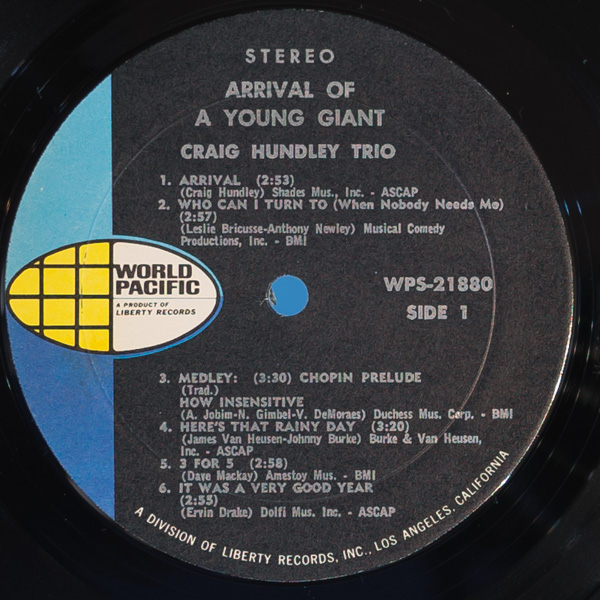 STEREO
ARRIVAL OF
A YOUNG GIANT
CRAIG HUNDLEY TRIO
1. ARRIVAL (2:53)
(Craig Hundley) Shades Mus., Inc. - ASCAP
2. WHO CAN I TURN TO (When Nobody Needs Me)
(2:57)
(Leslie Bricusse-Anthony Newley) Musical Comedy
Productions, Inc. - BMI
WORLD
PACIFIC
A PRODUCT OF
LIBERTY RECORDS
WPS-21880
SIDE 1
3. MEDLEY: (3:30) CHOPIN PRELUDE
(Trad.)
HOW INSENSITIVE
(A. Jobim-N. Gimbel-V. DeMoraes) Duchess Mus. Corp. - BMI
4. HERE'S THAT RAINY DAY (3:20)
(James Van Heusen-Johnny Burke) Burke & Van Heusen,
Inc. - ASCAP
5. 3 FOR 5 (2:58)
(Dave Mackay) Amestoy Mus. - BMI
6. IT WAS A VERY GOOD YEAR
(2:55)
(Ervin Drake) Dolfi Mus. Inc. - ASCAP
A DIVISION OF LIBERTY RECORDS, INC., LOS ANGELES, CALIFORNIA